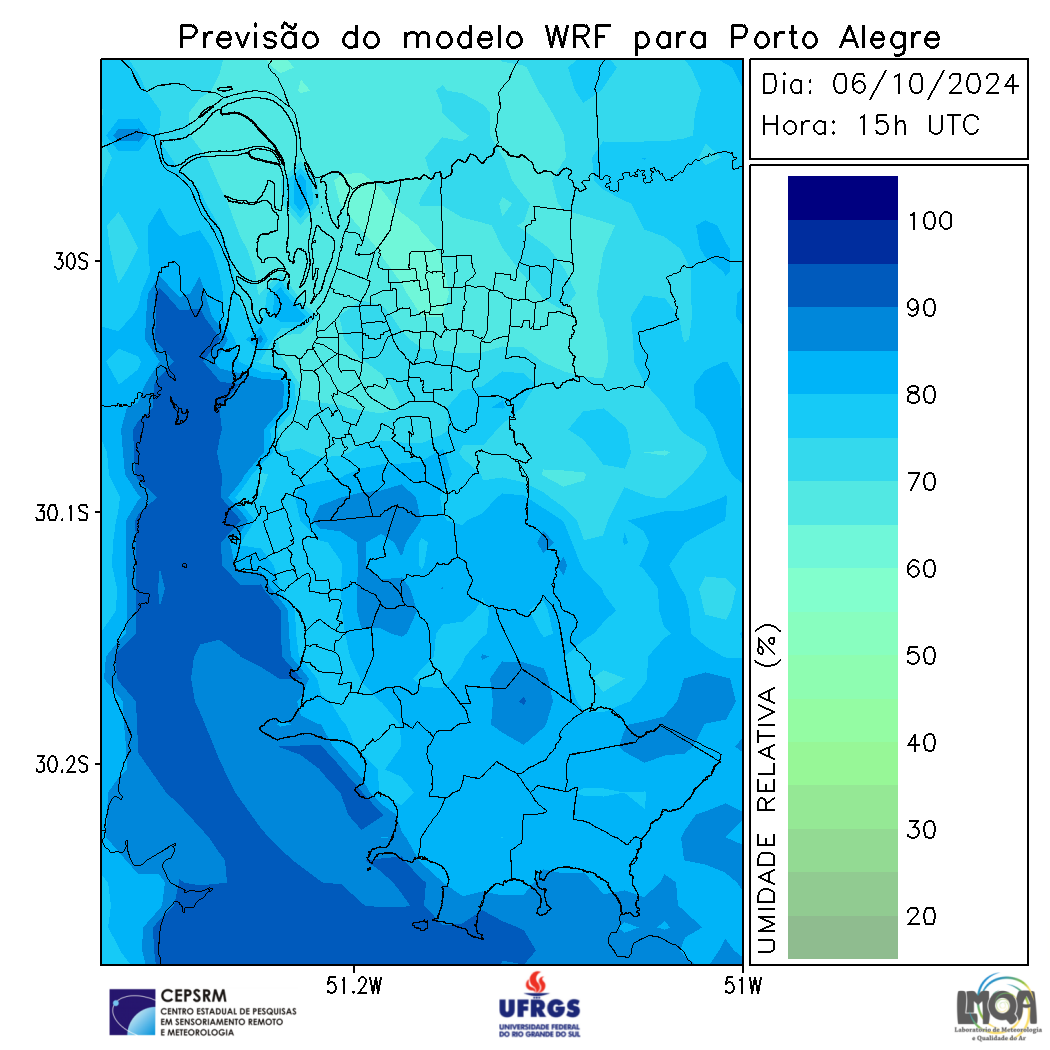 Previsão do modelo WRF para Porto Alegre
Dia: 06/10/2024
Hora: 15h UTC
30S
30.1S
30.2S
51.2W
51W
100
90
80
70
60
50
40
30
20
UMIDADE RELATIVA (%)
CEPSRM
CENTRO ESTADUAL DE PESQUISAS
EM SENSORIAMENTO REMOTO
E METEOROLOGIA
UFRGS
UNIVERSIDADE FEDERAL
DO RIO GRANDE DO SUL
LMQA
Laboratório de Meteorologia
e Qualidade do Ar